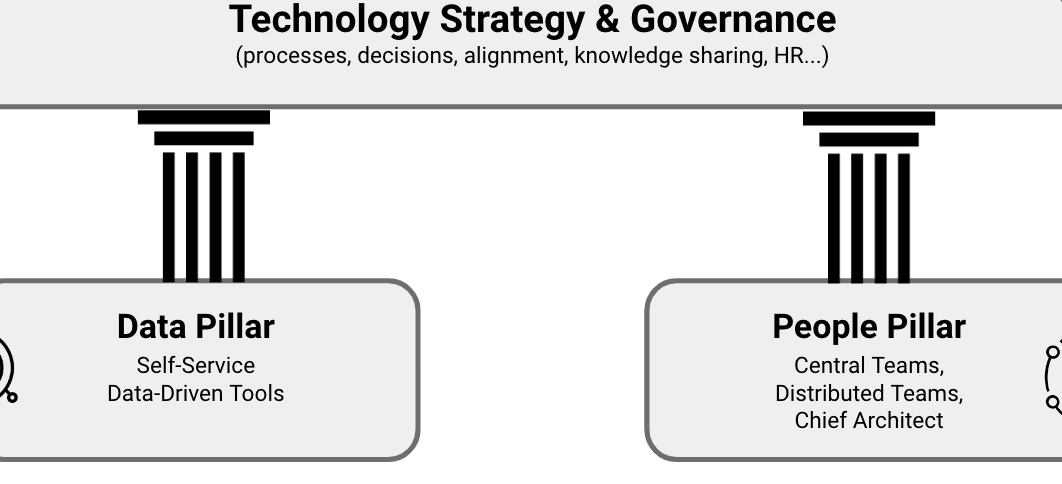 Technology Strategy & Governance
(processes, decisions, alignment, knowledge sharing, HR...)
Data Pillar
Self-Service
Data-Driven Tools
People Pillar
Central Teams,
Distributed Teams,
Chief Architect